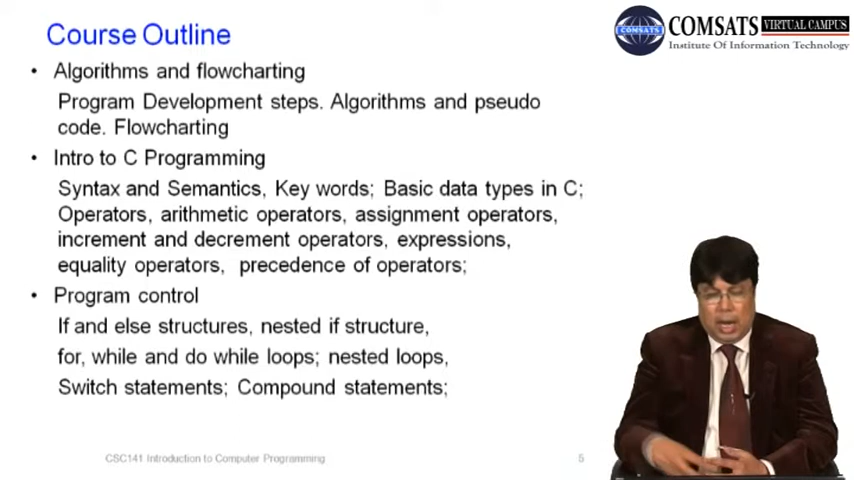 Course Outline
COMSATS VIRTUAL CAMPUS
COMSATS
Institute Of Information Technology
• Algorithms and flowcharting
Program Development steps. Algorithms and pseudo
code. Flowcharting
• Intro to C Programming
Syntax and Semantics, Key words; Basic data types in C;
Operators, arithmetic operators, assignment operators,
increment and decrement operators, expressions,
equality operators, precedence of operators;
• Program control
If and else structures, nested if structure,
for, while and do while loops; nested loops,
Switch statements; Compound statements;
CSC141 Introduction to Computer Programming
5